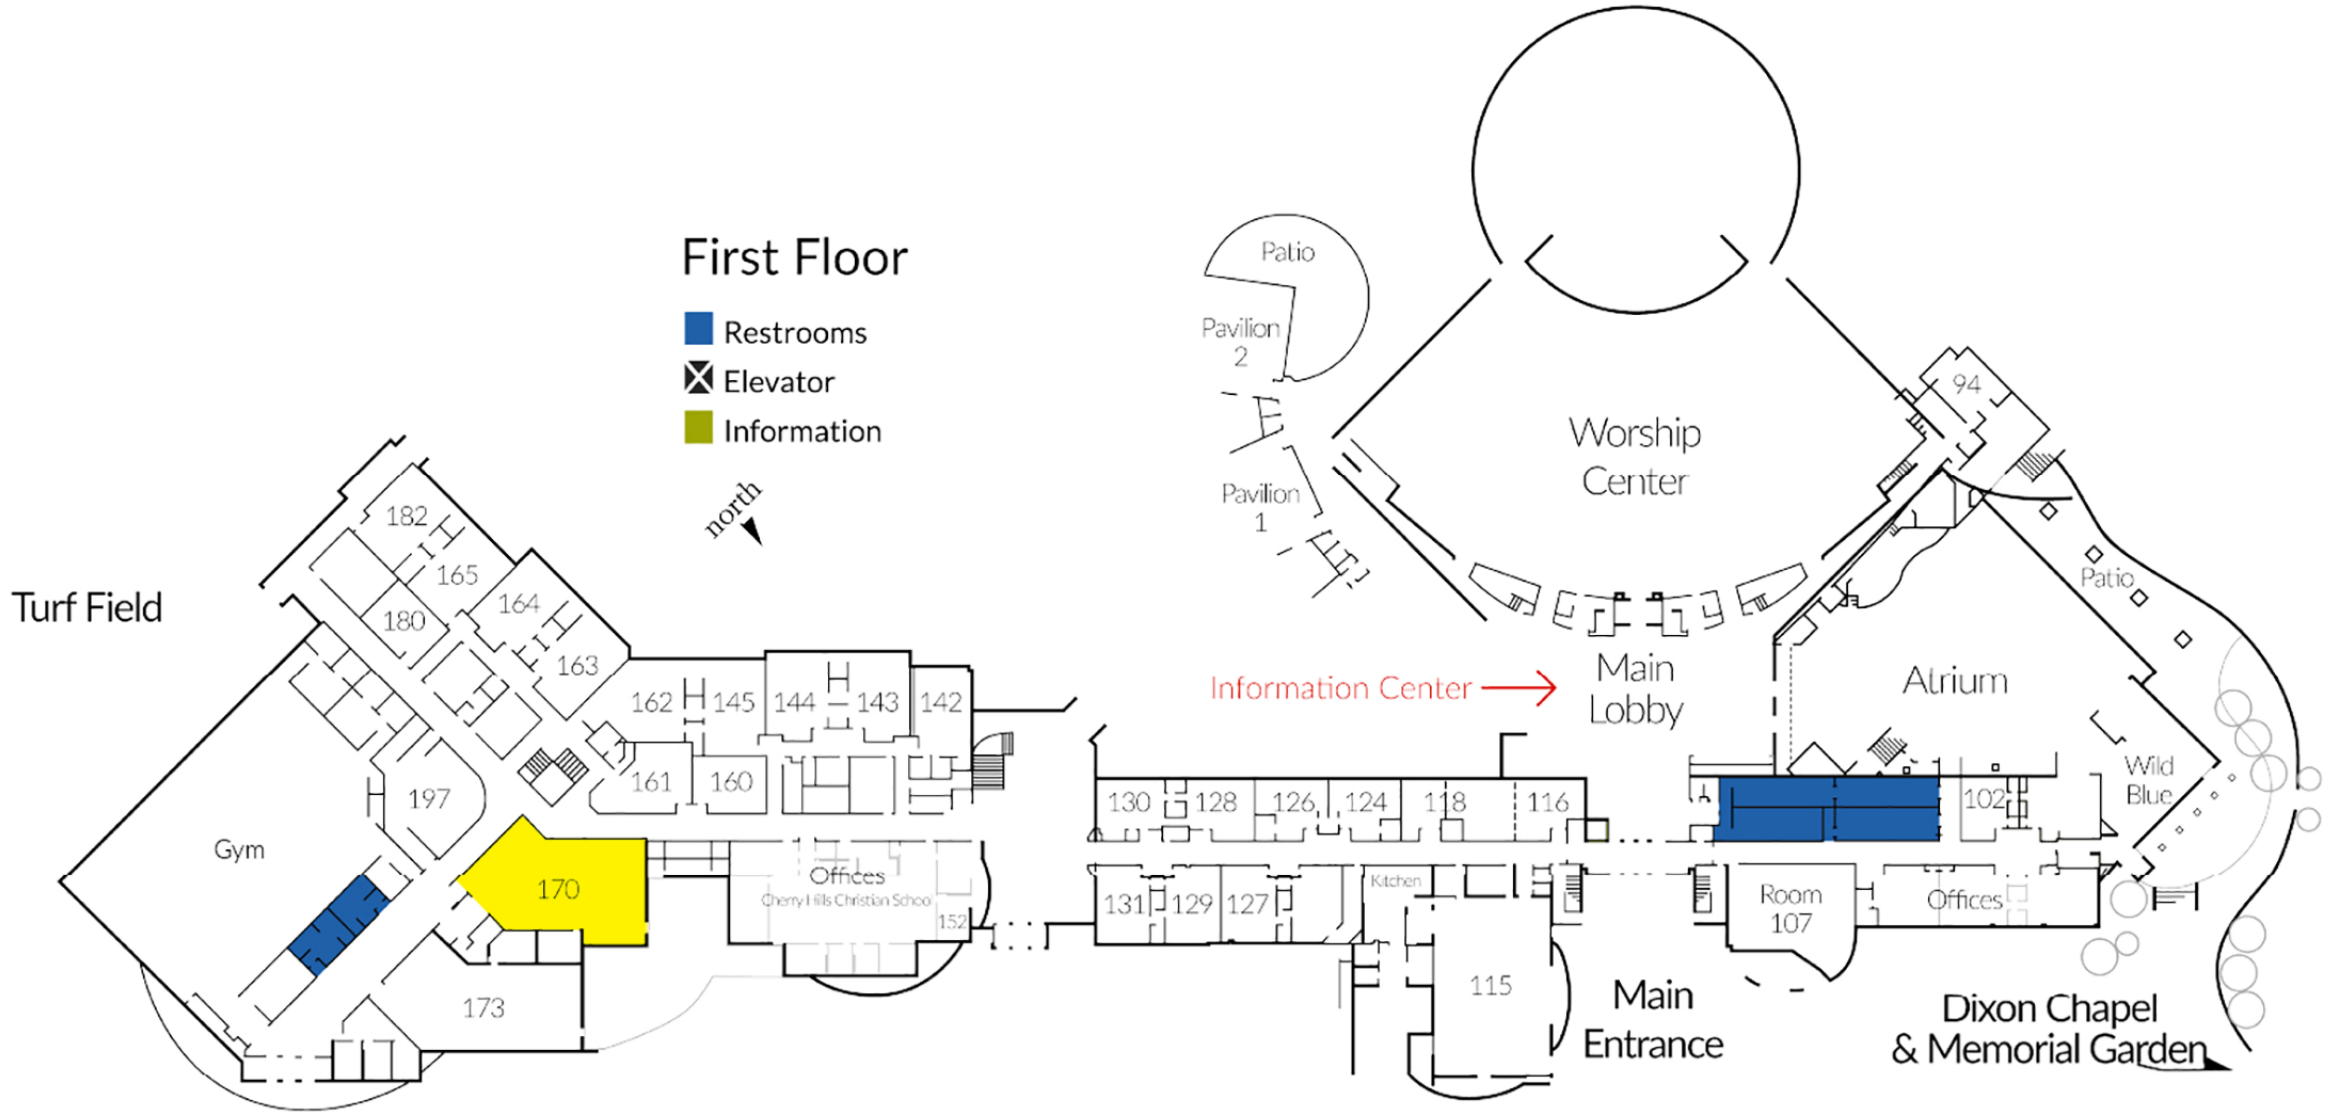 First Floor
Restrooms
Elevator
Information
north
Patio
Pavilion
2
Pavilion
1
Worship
Center
94
Patio
Turf Field
182
165
180
164
163
162
145
144
143
142
161
160
197
Gym
170
173
Offices
Cherry Hills Christian School
152
Information Center
Main
Lobby
Atrium
Wild
Blue
130
128
126
124
118
116
102
131
129
127
Kitchen
115
Room
107
Offices
Main
Entrance
Dixon Chapel
& Memorial Garden